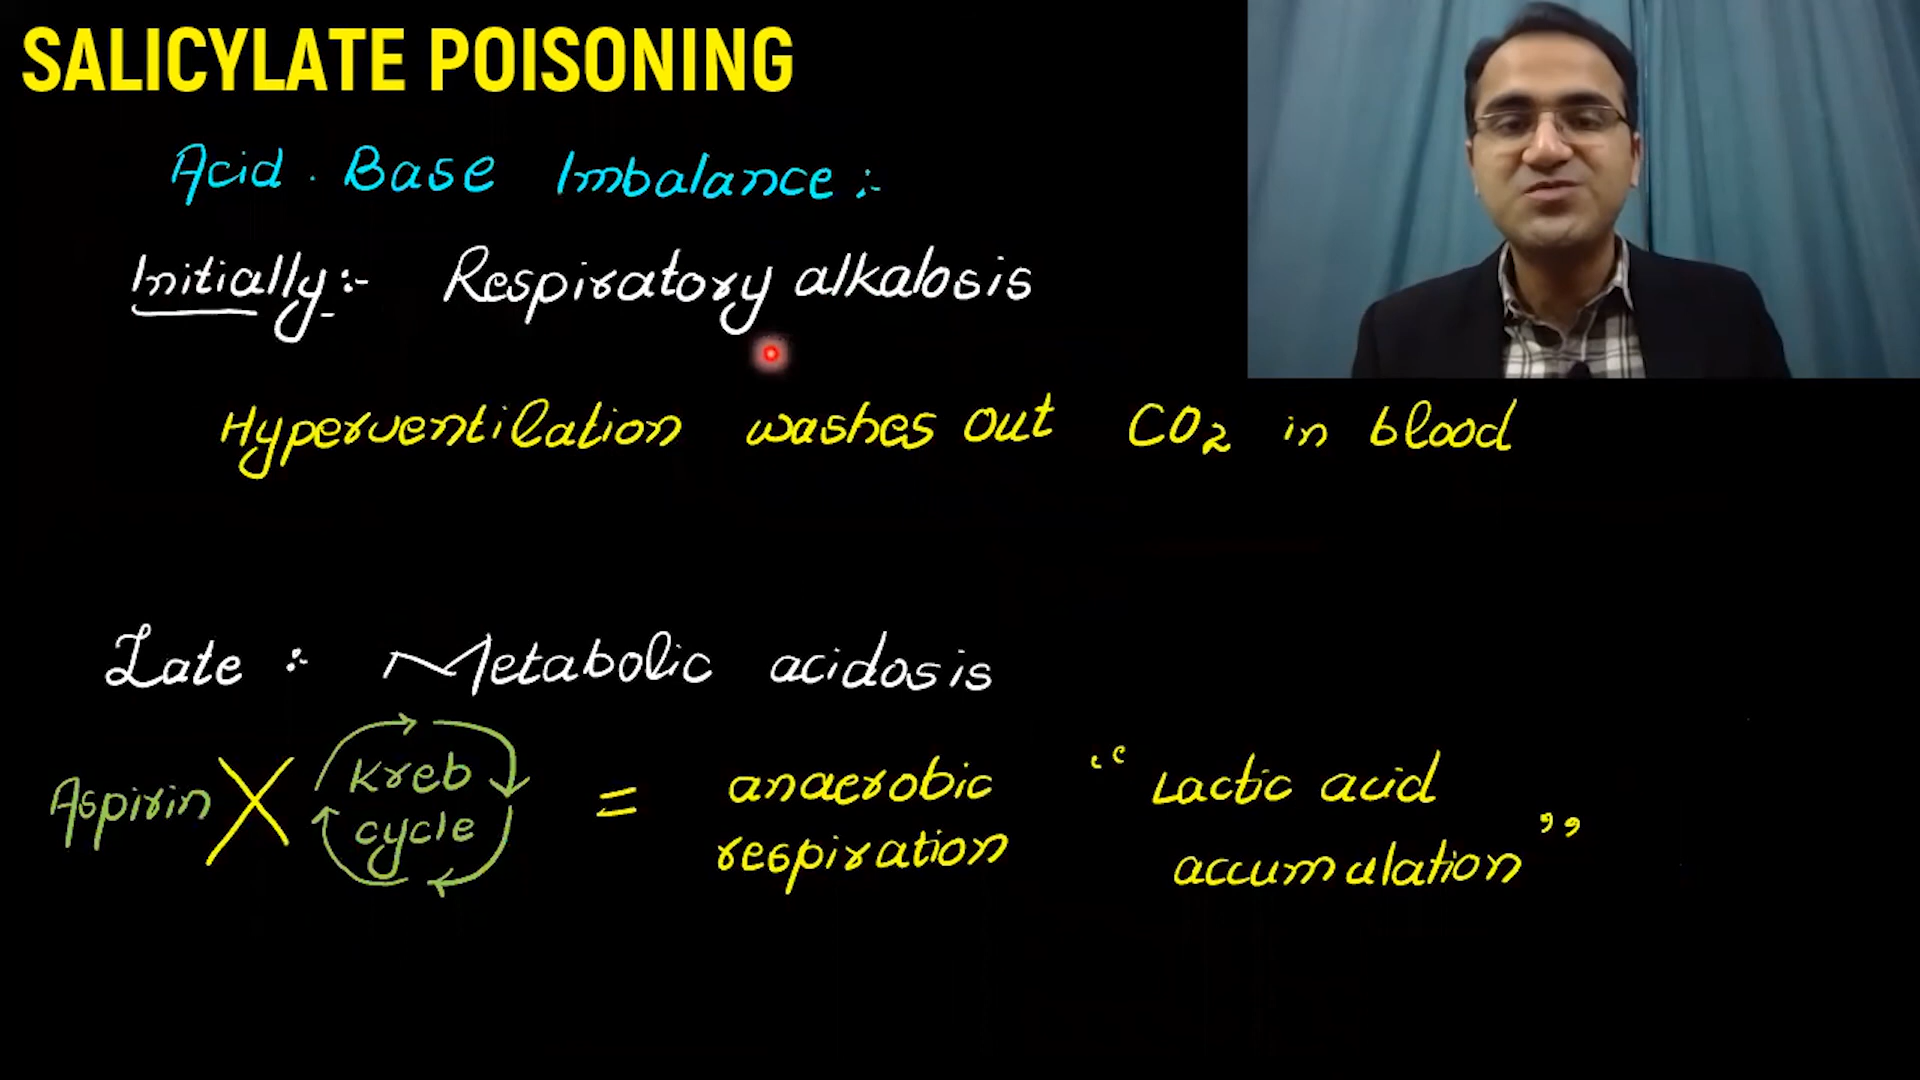 SALICYLATE POISONING
Acid - Base Imbalance :-
Initially :- Respiratory alkalosis
Hyperventilation washes out CO2 in blood
Late :- Metabolic acidosis
Aspirin X kreb cycle = anaerobic respiration “ Lactic acid accumulation ”